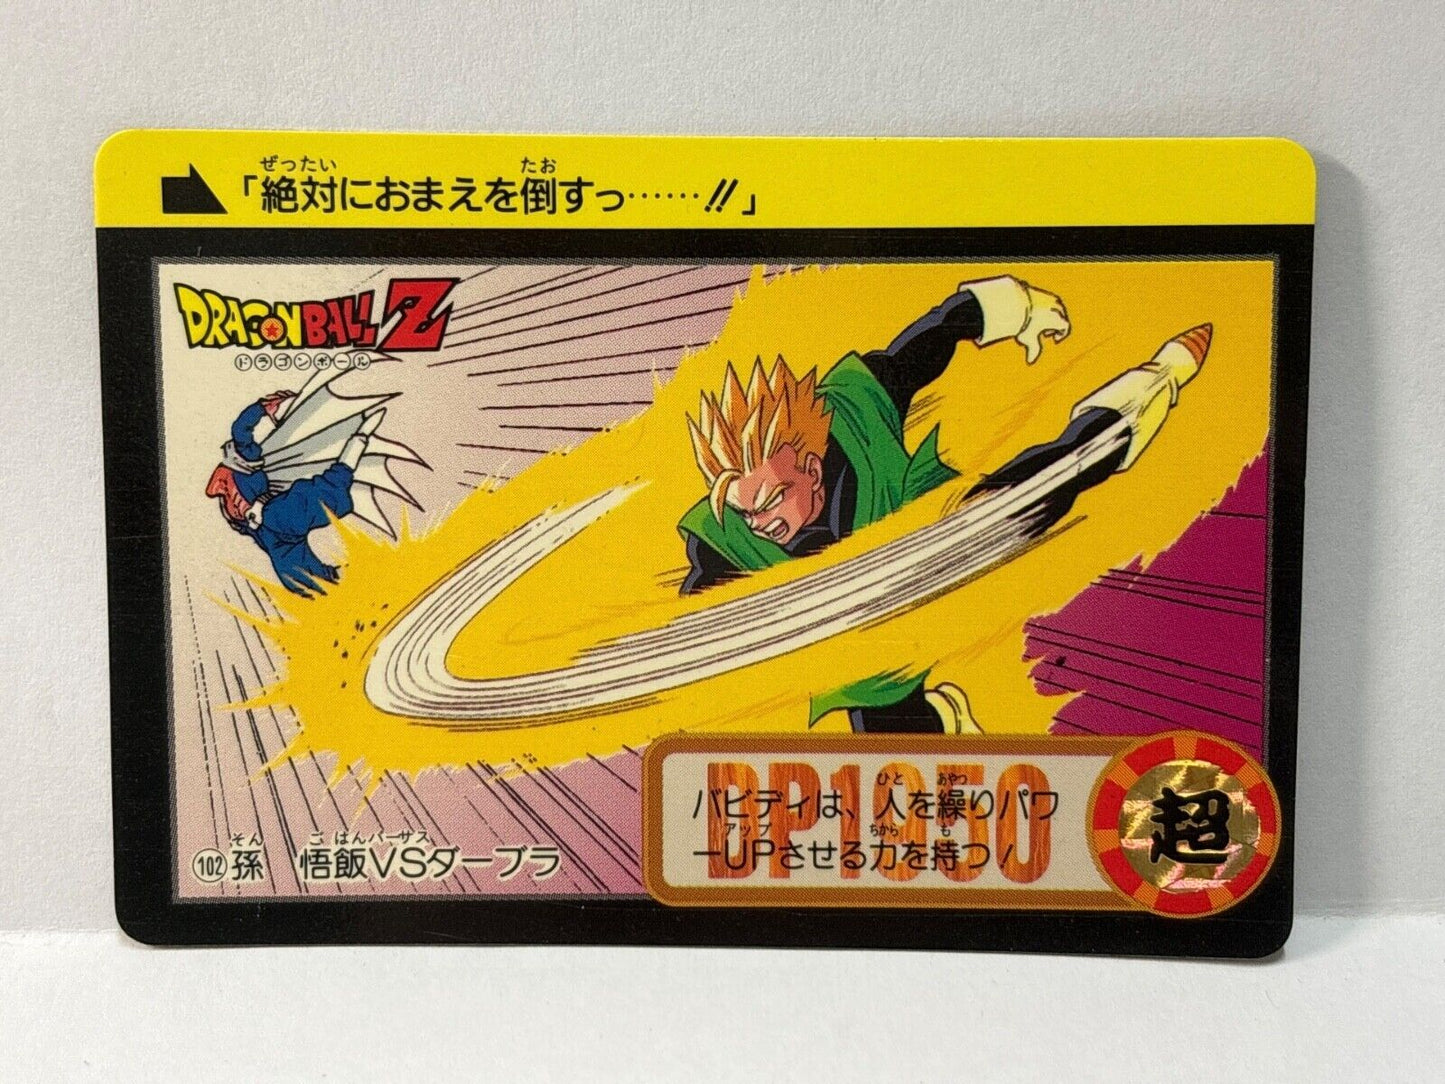 ぜったい たお
「絶対におまえを倒すっ……!!」
DRAGON BALL Z
ドラゴンボール
ひと あやつ
バビディは、人を繰りパワ
アップ ちから も
ーUPさせる力を持つ!
超
そん ごはんバーサス
102 孫 悟飯VSダーブラ